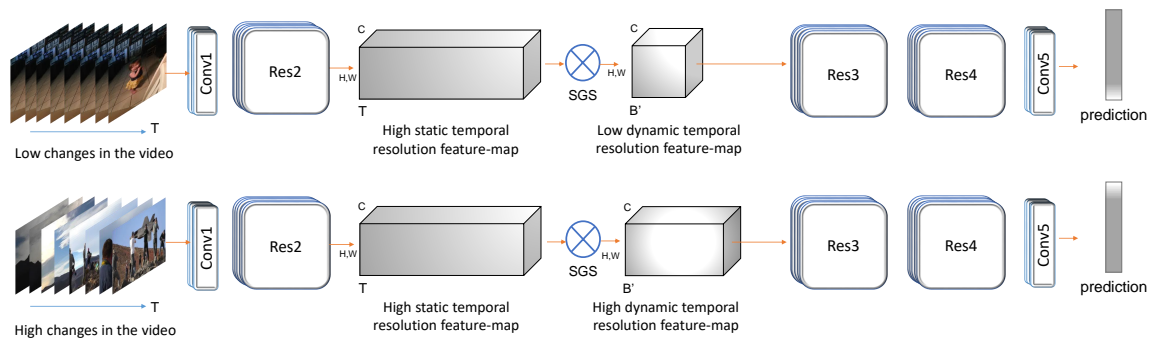 Conv1
Res2
C
H,W
T
SGS
H,W
C
B'
Res3
Res4
Conv5
prediction
T
Low changes in the video
High static temporal
resolution feature-map
Low dynamic temporal
resolution feature-map
Conv1
Res2
C
H,W
T
SGS
H,W
C
B'
Res3
Res4
Conv5
prediction
T
High changes in the video
High static temporal
resolution feature-map
High dynamic temporal
resolution feature-map